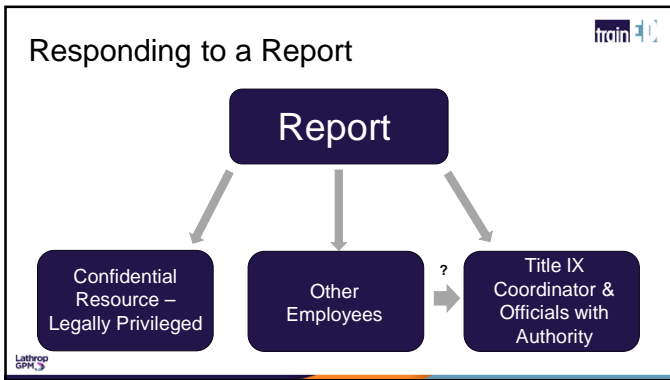 trainED
Responding to a Report
Report
Confidential
Resource –
Legally Privileged
Other
Employees
?
Title IX
Coordinator &
Officials with
Authority
Lathrop
GPM